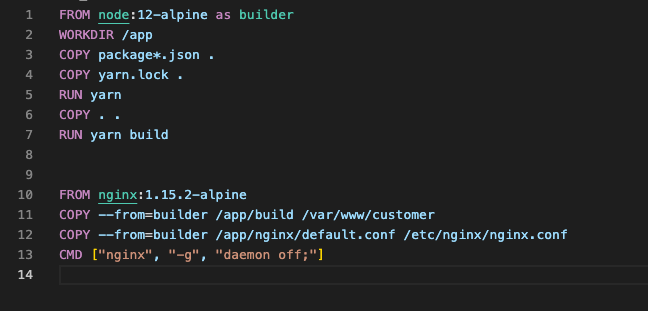 1 FROM node:12-alpine as builder
2 WORKDIR /app
3 COPY package*.json .
4 COPY yarn.lock .
5 RUN yarn
6 COPY . .
7 RUN yarn build
8
9
10 FROM nginx:1.15.2-alpine
11 COPY --from=builder /app/build /var/www/customer
12 COPY --from=builder /app/nginx/default.conf /etc/nginx/nginx.conf
13 CMD ["nginx", "-g", "daemon off;"]
14